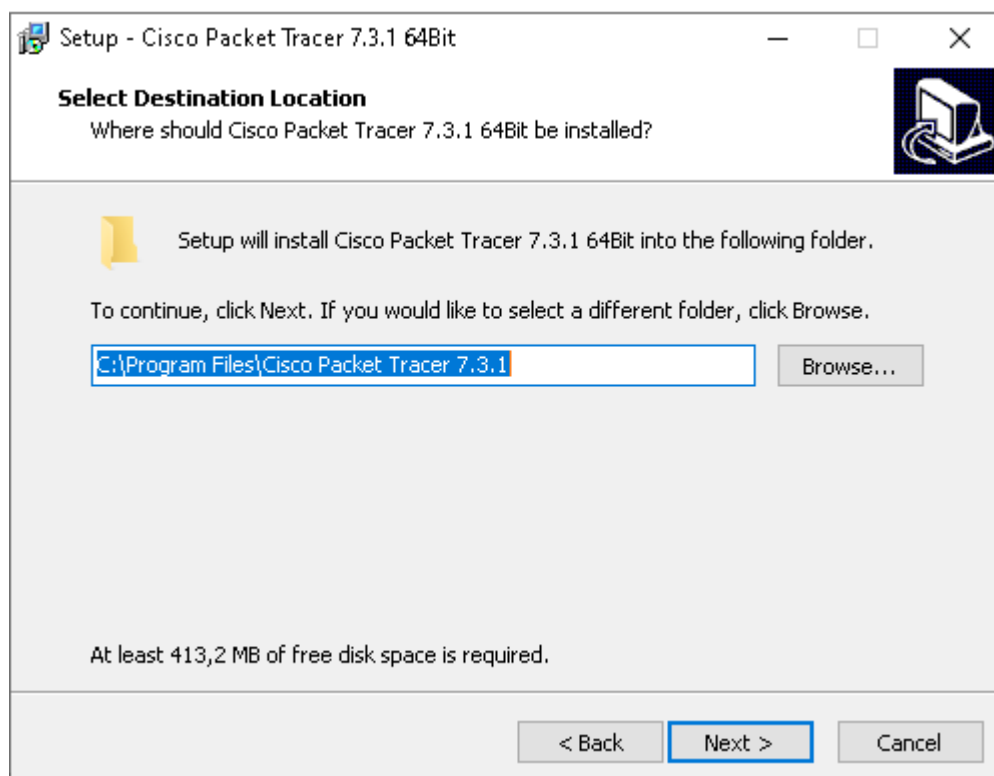 Setup - Cisco Packet Tracer 7.3.1 64Bit
Select Destination Location
Where should Cisco Packet Tracer 7.3.1 64Bit be installed?
Setup will install Cisco Packet Tracer 7.3.1 64Bit into the following folder.
To continue, click Next. If you would like to select a different folder, click Browse.
C:\Program Files\Cisco Packet Tracer 7.3.1
Browse...
At least 413,2 MB of free disk space is required.
< Back
Next >
Cancel